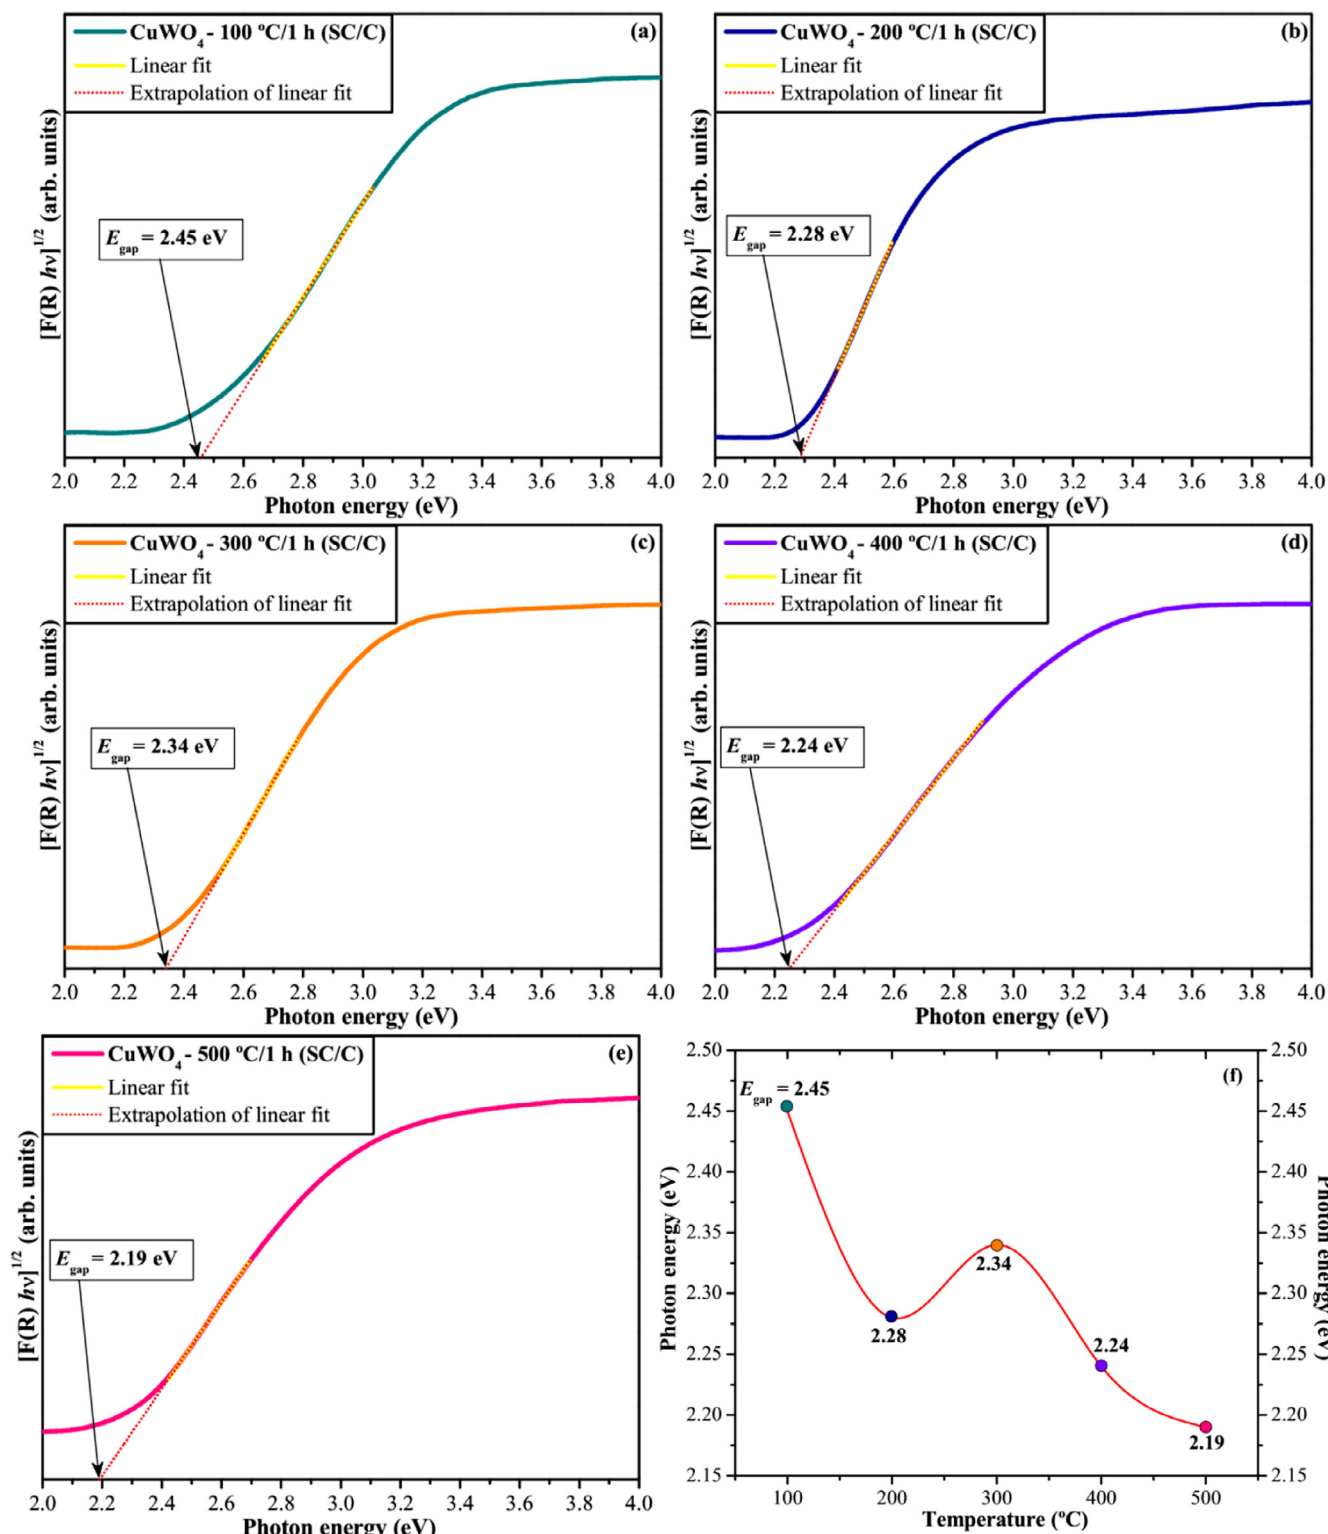 CuWO4 - 100 ºC/1 h (SC/C)
Linear fit
Extrapolation of linear fit
(a)
[F(R) hν]1/2 (arb. units)
Egap = 2.45 eV
2.0 2.2 2.4 2.6 2.8 3.0 3.2 3.4 3.6 3.8 4.0
Photon energy (eV)
CuWO4 - 200 ºC/1 h (SC/C)
Linear fit
Extrapolation of linear fit
(b)
[F(R) hν]1/2 (arb. units)
Egap = 2.28 eV
2.0 2.2 2.4 2.6 2.8 3.0 3.2 3.4 3.6 3.8 4.0
Photon energy (eV)
CuWO4 - 300 ºC/1 h (SC/C)
Linear fit
Extrapolation of linear fit
(c)
[F(R) hν]1/2 (arb. units)
Egap = 2.34 eV
2.0 2.2 2.4 2.6 2.8 3.0 3.2 3.4 3.6 3.8 4.0
Photon energy (eV)
CuWO4 - 400 ºC/1 h (SC/C)
Linear fit
Extrapolation of linear fit
(d)
[F(R) hν]1/2 (arb. units)
Egap = 2.24 eV
2.0 2.2 2.4 2.6 2.8 3.0 3.2 3.4 3.6 3.8 4.0
Photon energy (eV)
CuWO4 - 500 ºC/1 h (SC/C)
Linear fit
Extrapolation of linear fit
(e)
[F(R) hν]1/2 (arb. units)
Egap = 2.19 eV
2.0 2.2 2.4 2.6 2.8 3.0 3.2 3.4 3.6 3.8 4.0
Photon energy (eV)
(f)
Photon energy (eV)
2.50
2.45
2.40
2.35
2.30
2.25
2.20
2.15
Egap = 2.45
2.28
2.34
2.24
2.19
2.50
2.45
2.40
2.35
2.30
2.25
2.20
2.15
Photon energy (eV)
100 200 300 400 500
Temperature (ºC)